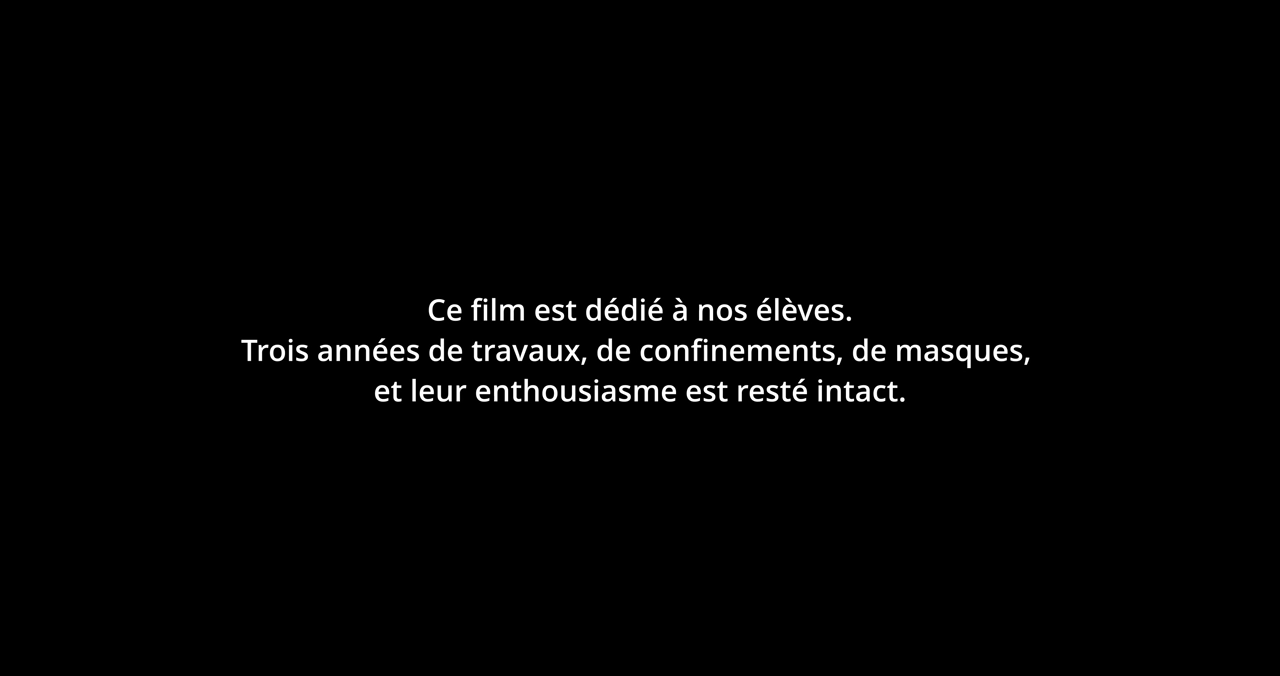 Ce film est dédié à nos élèves.
Trois années de travaux, de confinements, de masques,
et leur enthousiasme est resté intact.